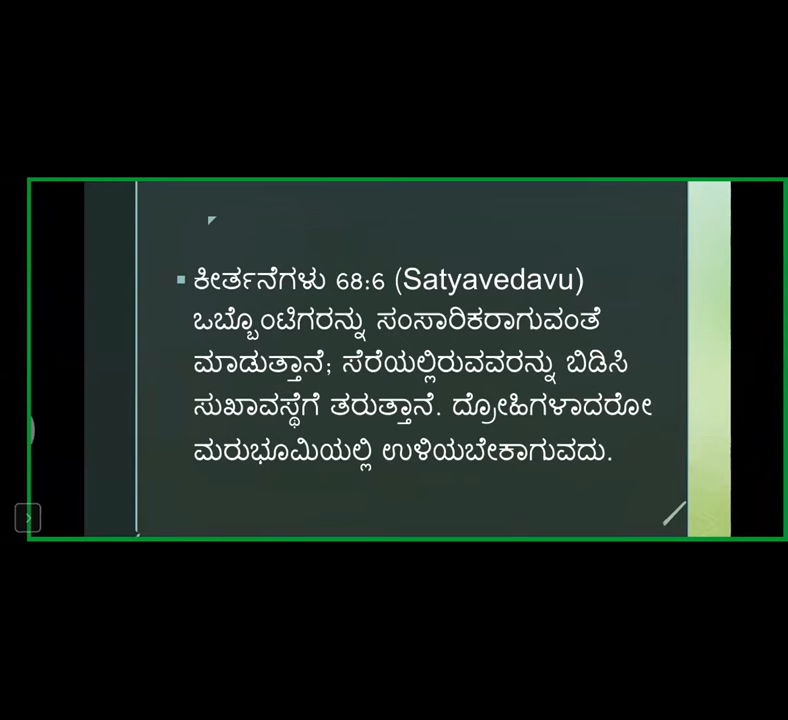 ಕೀರ್ತನೆಗಳು 68:6 (Satyavedavu)
ಒಬ್ಬೊಂಟಿಗರನ್ನು ಸಂಸಾರಿಕರಾಗುವಂತೆ
ಮಾಡುತ್ತಾನೆ; ಸೆರೆಯಲ್ಲಿರುವವರನ್ನು ಬಿಡಿಸಿ
ಸುಖಾವಸ್ಥೆಗೆ ತರುತ್ತಾನೆ. ದ್ರೋಹಿಗಳಾದರೋ
ಮರುಭೂಮಿಯಲ್ಲಿ ಉಳಿಯಬೇಕಾಗುವದು.